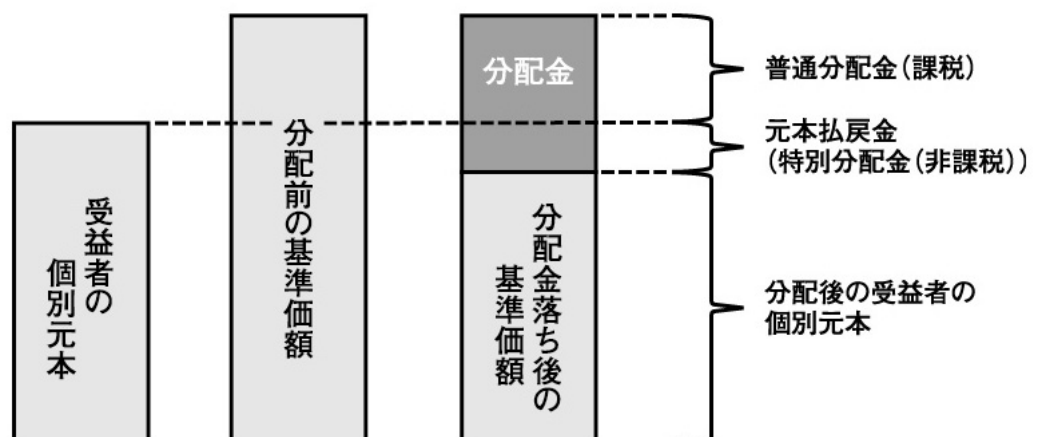 受益者の
個別元本
分配前の基準価額
分配金
分配金落ち後の
基準価額
普通分配金（課税）
元本払戻金
（特別分配金（非課税））
分配後の受益者の
個別元本